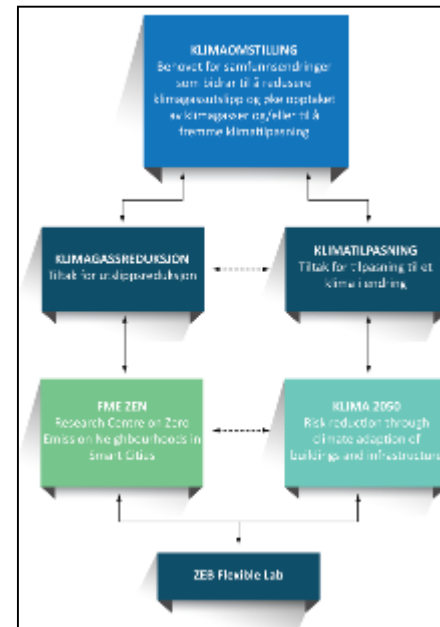 KLIMAOMSTILLING
Behovet for samfunnsendringer
som bidrar til å redusere
klimagassutslipp og øke opptaket
av klimagasser og/eller til å
fremme klimatilpasning
KLIMAGASSREDUKSJON
Tiltak for utslippsreduksjon
KLIMATILPASNING
Tiltak for tilpasning til et
klima i endring
FME ZEN
Research Centre on Zero
Emission Neighbourhoods in
Smart Cities
KLIMA 2050
Risk reduction through
climate adaption of
buildings and infrastructure
ZEB Flexible Lab